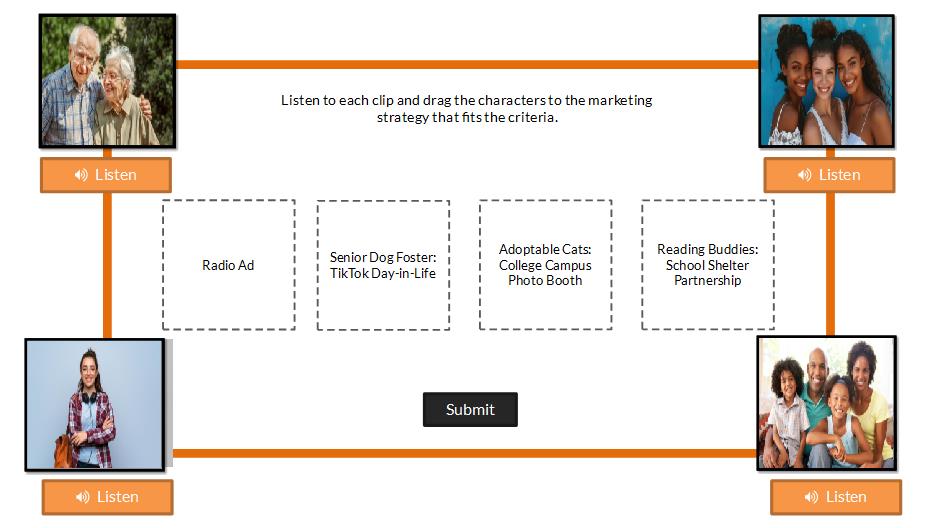 Listen to each clip and drag the characters to the marketing
strategy that fits the criteria.
Listen
Listen
Radio Ad
Senior Dog Foster:
TikTok Day-in-Life
Adoptable Cats:
College Campus
Photo Booth
Reading Buddies:
School Shelter
Partnership
Submit
Listen
Listen